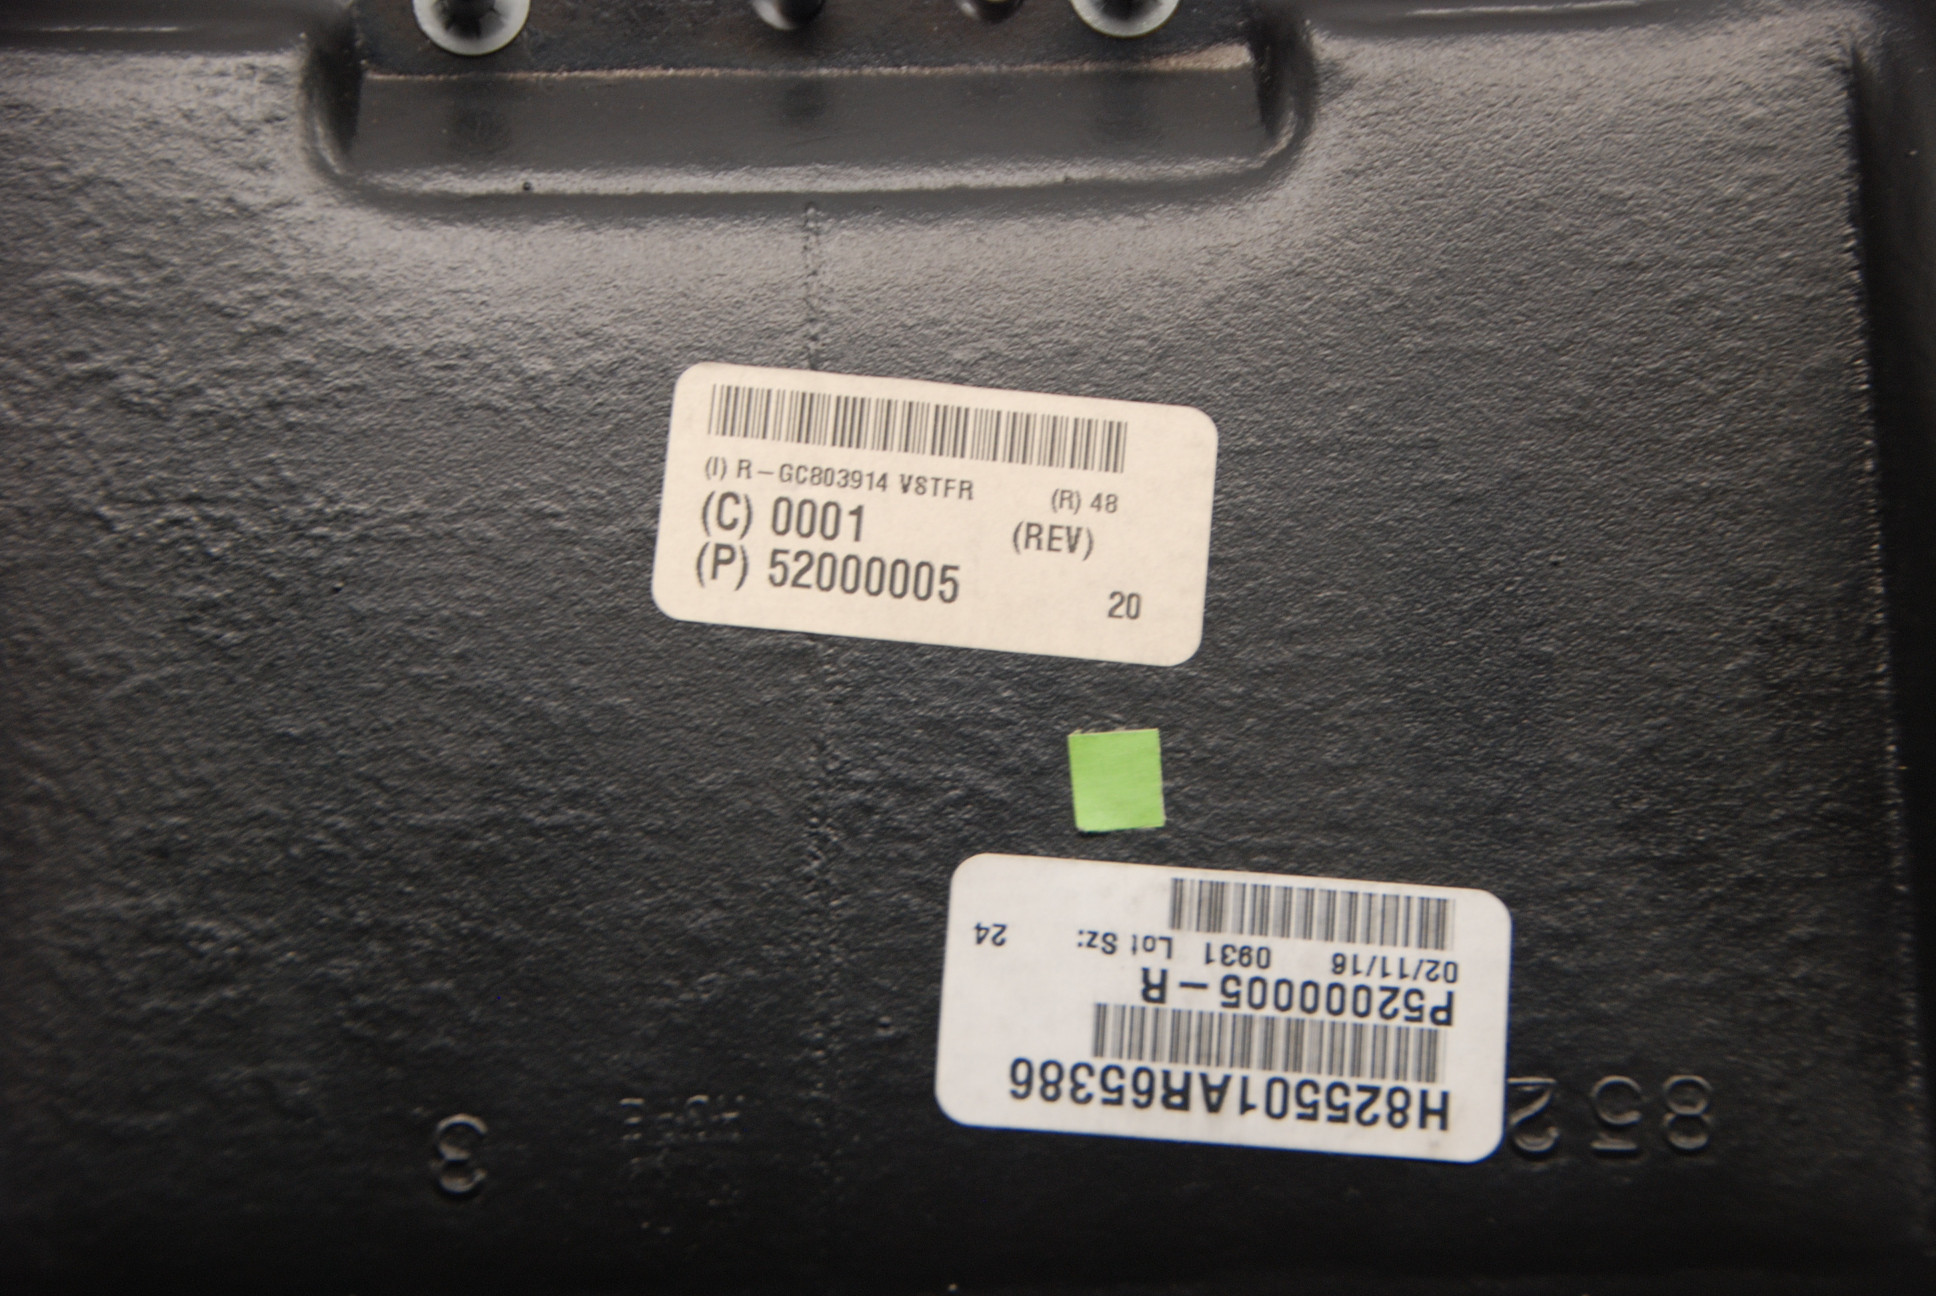 (I) R-GC803914 VSTFR (R) 48
(C) 0001 (REV)
(P) 52000005 20
H825501AR65386
P52000005-R
02/11/16 0931 Lot Sz: 24
852
3